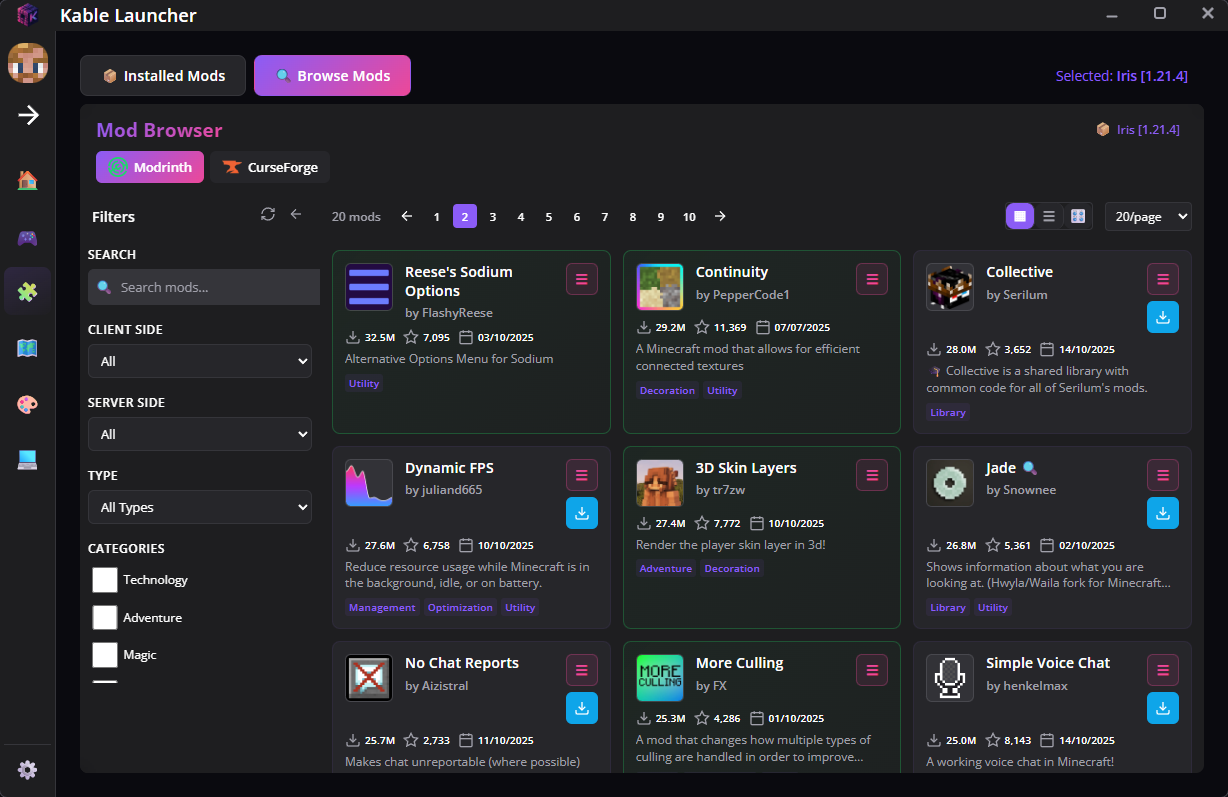 Kable Launcher
Installed Mods
Browse Mods
Selected: Iris [1.21.4]
Mod Browser
Iris [1.21.4]
Modrinth
CurseForge
Filters
20 mods
1 2 3 4 5 6 7 8 9 10
20/page
SEARCH
Search mods...
CLIENT SIDE
All
SERVER SIDE
All
TYPE
All Types
CATEGORIES
Technology
Adventure
Magic
Reese's Sodium
Options
by FlashyReese
32.5M 7,095 03/10/2025
Alternative Options Menu for Sodium
Utility
Continuity
by PepperCode1
29.2M 11,369 07/07/2025
A Minecraft mod that allows for efficient
connected textures
Decoration Utility
Collective
by Serilum
28.0M 3,652 14/10/2025
Collective is a shared library with
common code for all of Serilum's mods.
Library
Dynamic FPS
by juliand665
27.6M 6,758 10/10/2025
Reduce resource usage while Minecraft is in
the background, idle, or on battery.
Management Optimization Utility
3D Skin Layers
by tr7zw
27.4M 7,772 10/10/2025
Render the player skin layer in 3d!
Adventure Decoration
Jade
by Snownee
26.8M 5,361 02/10/2025
Shows information about what you are
looking at. (Hwyla/Waila fork for Minecraft...
Library Utility
No Chat Reports
by Aizistral
25.7M 2,733 11/10/2025
Makes chat unreportable (where possible)
MORE
CULLING
More Culling
by FX
25.3M 4,286 01/10/2025
A mod that changes how multiple types of
culling are handled in order to improve...
Simple Voice Chat
by henkelmax
25.0M 8,143 14/10/2025
A working voice chat in Minecraft!